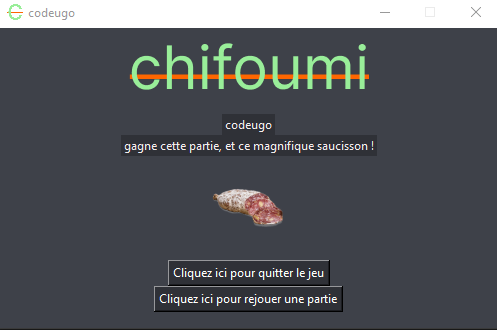 codeugo
chifoumi
codeugo
gagne cette partie, et ce magnifique saucisson !
Cliquez ici pour quitter le jeu
Cliquez ici pour rejouer une partie